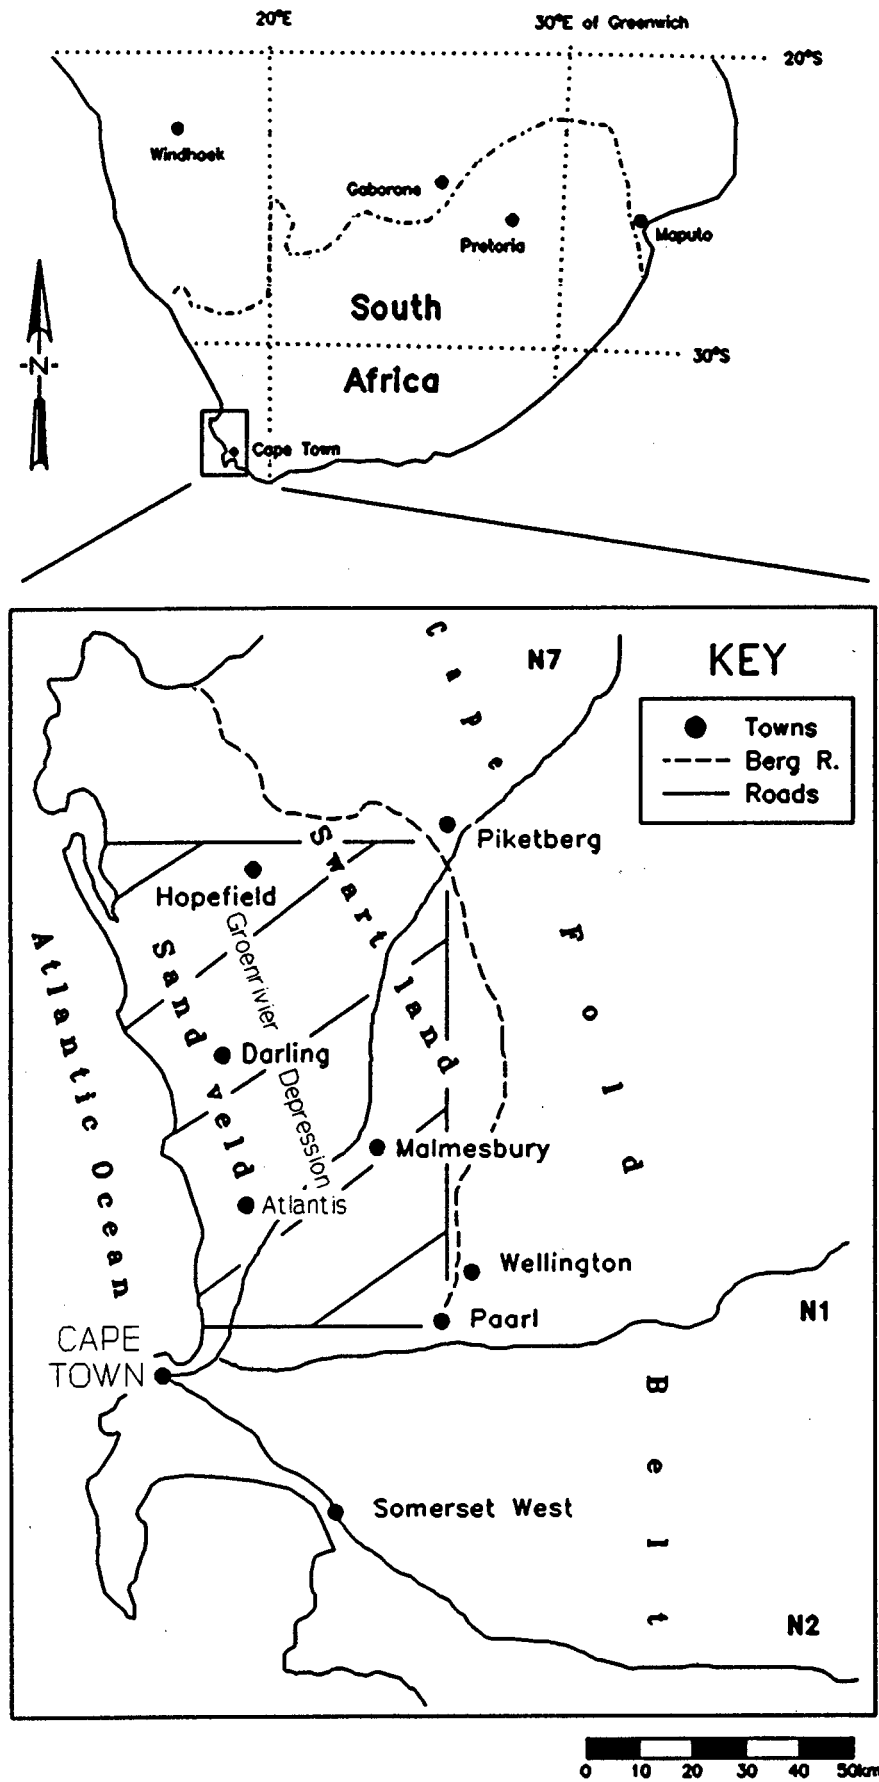 20°E
30°E of Greenwich
20°S
Windhoek
Gaborone
Pretoria
Maputo
South
Africa
30°S
-N-
Cape Town
KEY
Towns
Berg R.
Roads
N7
Cape
Fold
Belt
Piketberg
Hopefield
Swartland
Sandveld
Groenrivier Depression
Atlantic Ocean
Darling
Malmesbury
Atlantis
Wellington
Paarl
N1
CAPE
TOWN
Somerset West
N2
0 10 20 30 40 50km